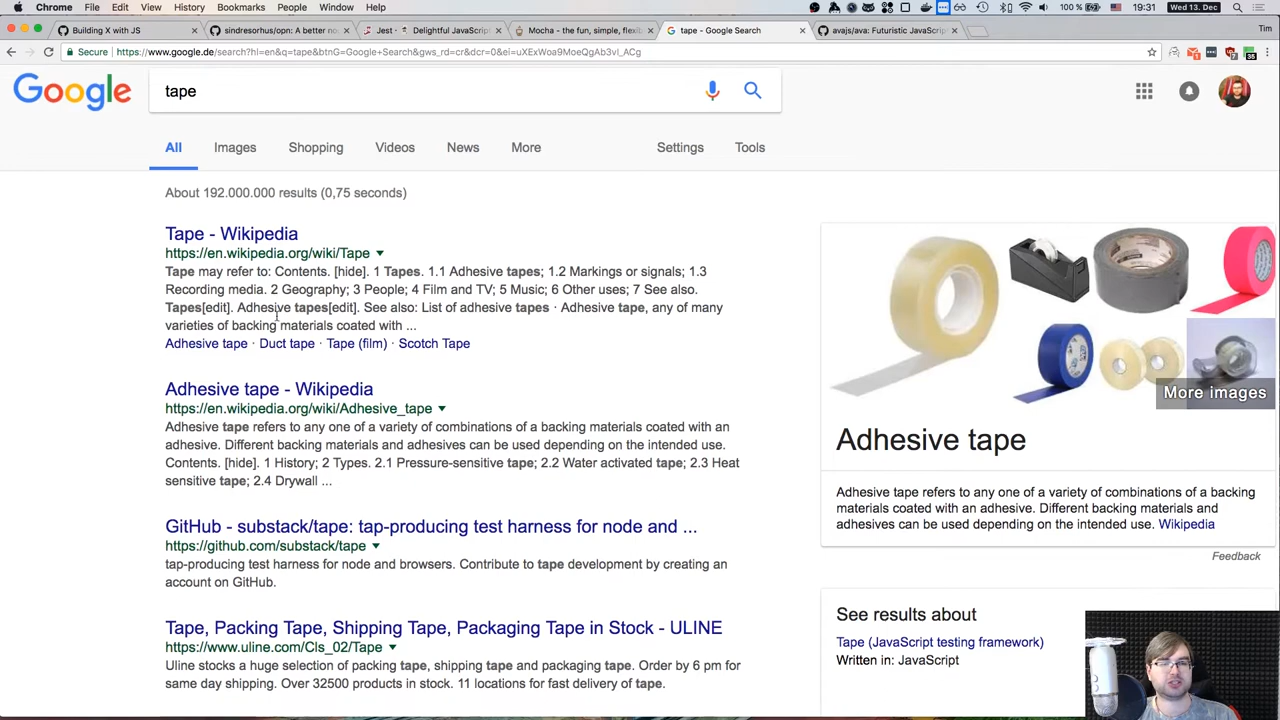 Chrome File Edit View History Bookmarks People Window Help 100 % Wed 13. Dec 19:31
Building X with JS
sindresorhus/opn: A better no
Jest · Delightful JavaScript
Mocha - the fun, simple, flexib
tape - Google Search
avajs/ava: Futuristic JavaScrip
Tim
Secure https://www.google.de/search?hl=en&q=tape&btnG=Google+Search&gws_rd=cr&dcr=0&ei=uXExWoa9MoeQgAb3vl_ACg
Google
tape
All Images Shopping Videos News More Settings Tools
About 192.000.000 results (0,75 seconds)
Tape - Wikipedia
https://en.wikipedia.org/wiki/Tape
Tape may refer to: Contents. [hide]. 1 Tapes. 1.1 Adhesive tapes; 1.2 Markings or signals; 1.3
Recording media. 2 Geography; 3 People; 4 Film and TV; 5 Music; 6 Other uses; 7 See also.
Tapes[edit]. Adhesive tapes[edit]. See also: List of adhesive tapes · Adhesive tape, any of many
varieties of backing materials coated with ...
Adhesive tape · Duct tape · Tape (film) · Scotch Tape
Adhesive tape - Wikipedia
https://en.wikipedia.org/wiki/Adhesive_tape
Adhesive tape refers to any one of a variety of combinations of a backing materials coated with an
adhesive. Different backing materials and adhesives can be used depending on the intended use.
Contents. [hide]. 1 History; 2 Types. 2.1 Pressure-sensitive tape; 2.2 Water activated tape; 2.3 Heat
sensitive tape; 2.4 Drywall ...
GitHub - substack/tape: tap-producing test harness for node and ...
https://github.com/substack/tape
tap-producing test harness for node and browsers. Contribute to tape development by creating an
account on GitHub.
Tape, Packing Tape, Shipping Tape, Packaging Tape in Stock - ULINE
https://www.uline.com/Cls_02/Tape
Uline stocks a huge selection of packing tape, shipping tape and packaging tape. Order by 6 pm for
same day shipping. Over 32500 products in stock. 11 locations for fast delivery of tape.
More images
Adhesive tape
Adhesive tape refers to any one of a variety of combinations of a backing
materials coated with an adhesive. Different backing materials and
adhesives can be used depending on the intended use. Wikipedia
Feedback
See results about
Tape (JavaScript testing framework)
Written in: JavaScript